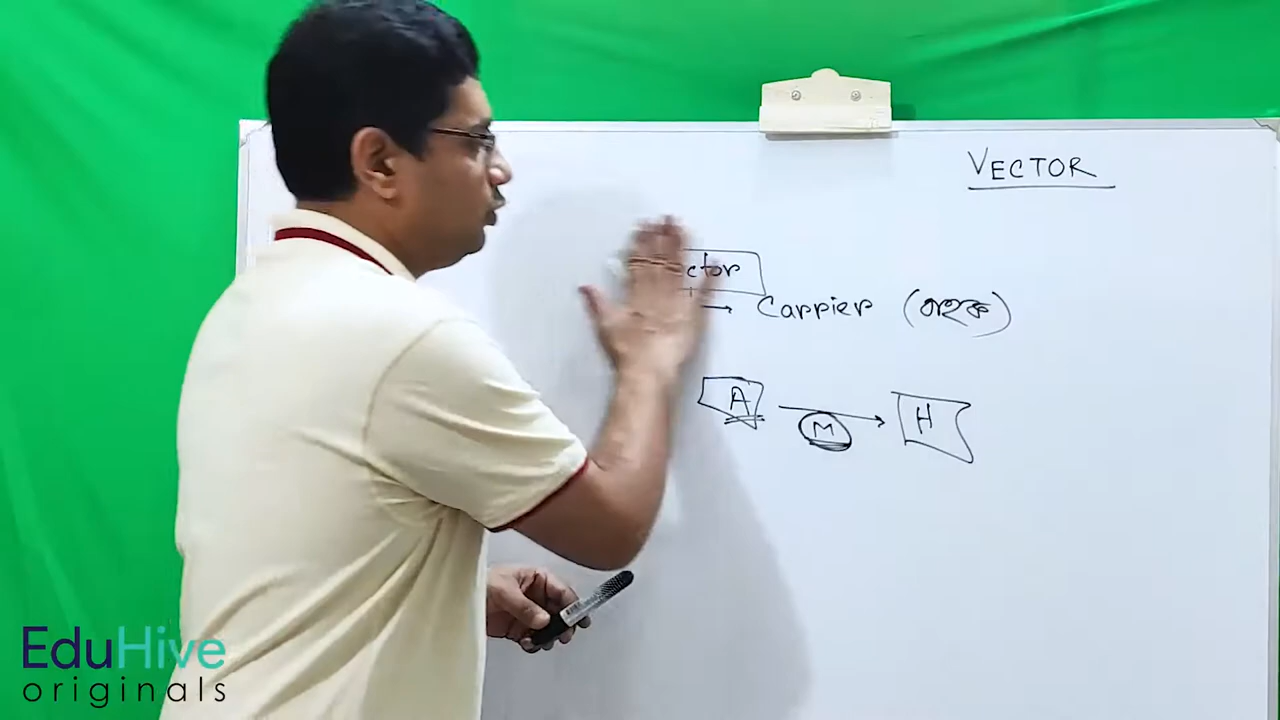 VECTOR
ctor
→ Carrier (বাহক)
A → M H
EduHive
originals